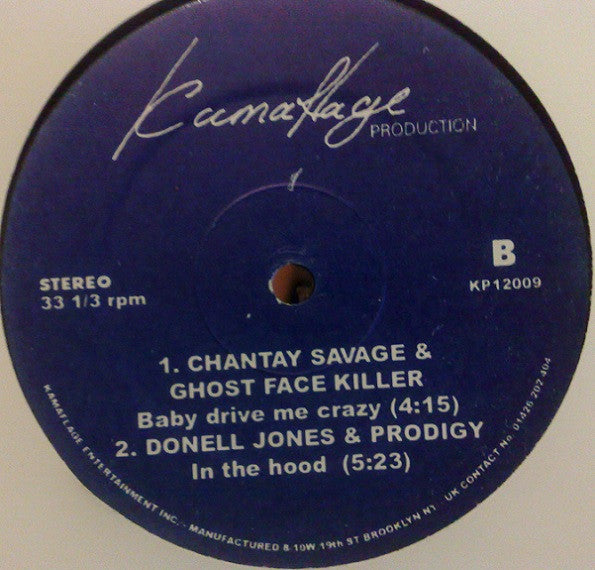 Kamaflage
PRODUCTION
STEREO
33 1/3 rpm
B
KP12009
1. CHANTAY SAVAGE &
GHOST FACE KILLER
Baby drive me crazy (4:15)
2. DONELL JONES & PRODIGY
In the hood (5:23)
KAMAFLAGE ENTERTAINMENT INC. - MANUFACTURED & 10W 19th ST BROOKLYN NY. UK CONTACT No. 01426 202 404